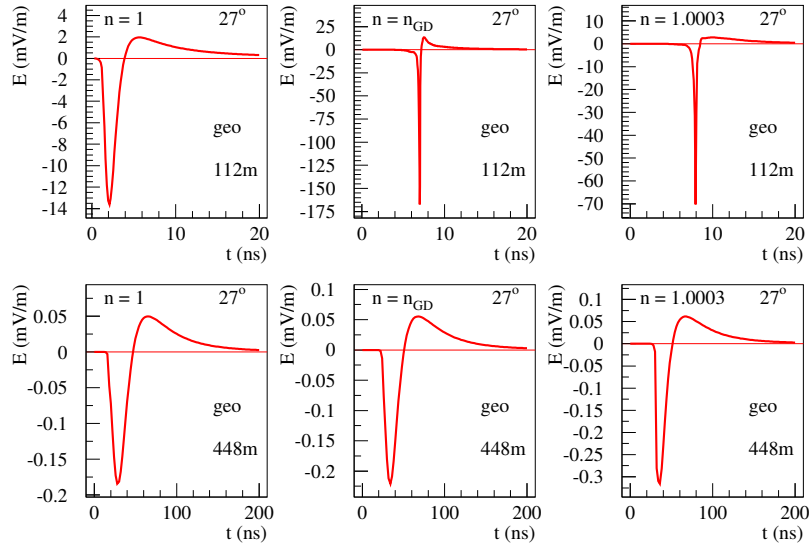 n = 1 27°
E (mV/m)
4
2
0
-2
-4
-6
-8
-10
-12
-14
geo
112m
0 10 20
t (ns)
n = n_GD 27°
E (mV/m)
25
0
-25
-50
-75
-100
-125
-150
-175
geo
112m
0 10 20
t (ns)
n = 1.0003 27°
E (mV/m)
10
0
-10
-20
-30
-40
-50
-60
-70
geo
112m
0 10 20
t (ns)
n = 1 27°
E (mV/m)
0.05
0
-0.05
-0.1
-0.15
-0.2
geo
448m
0 100 200
t (ns)
n = n_GD 27°
E (mV/m)
0.1
0.05
0
-0.05
-0.1
-0.15
-0.2
geo
448m
0 100 200
t (ns)
n = 1.0003 27°
E (mV/m)
0.1
0.05
0
-0.05
-0.1
-0.15
-0.2
-0.25
-0.3
geo
448m
0 100 200
t (ns)